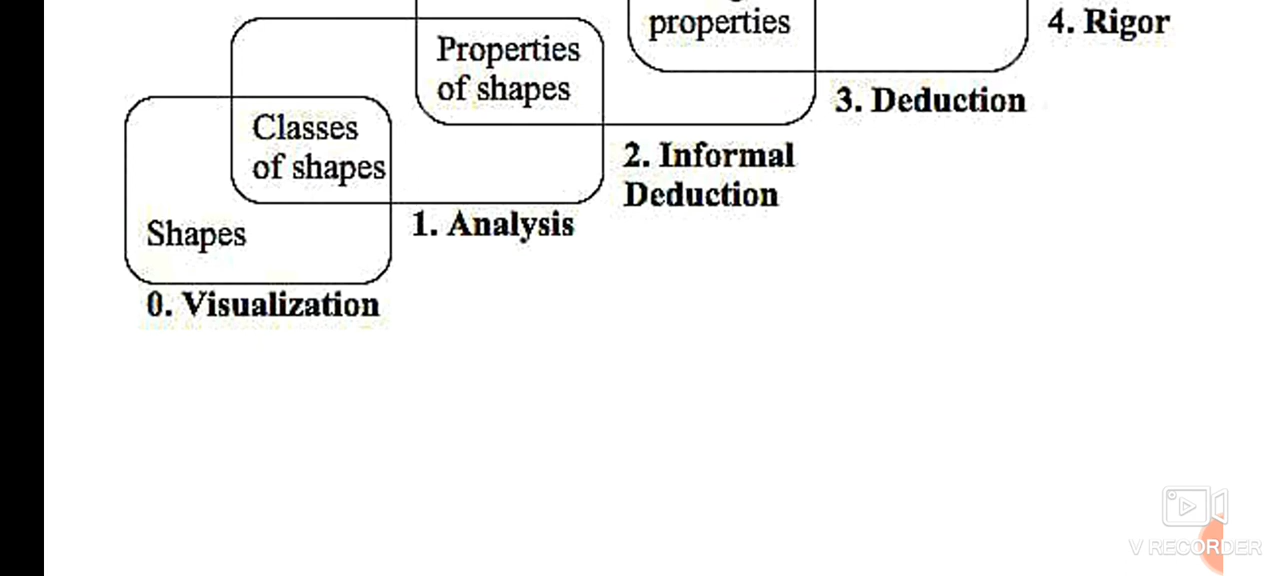 properties
4. Rigor
Properties
of shapes
3. Deduction
Classes
of shapes
2. Informal
Deduction
Shapes
1. Analysis
0. Visualization
V RECORDER